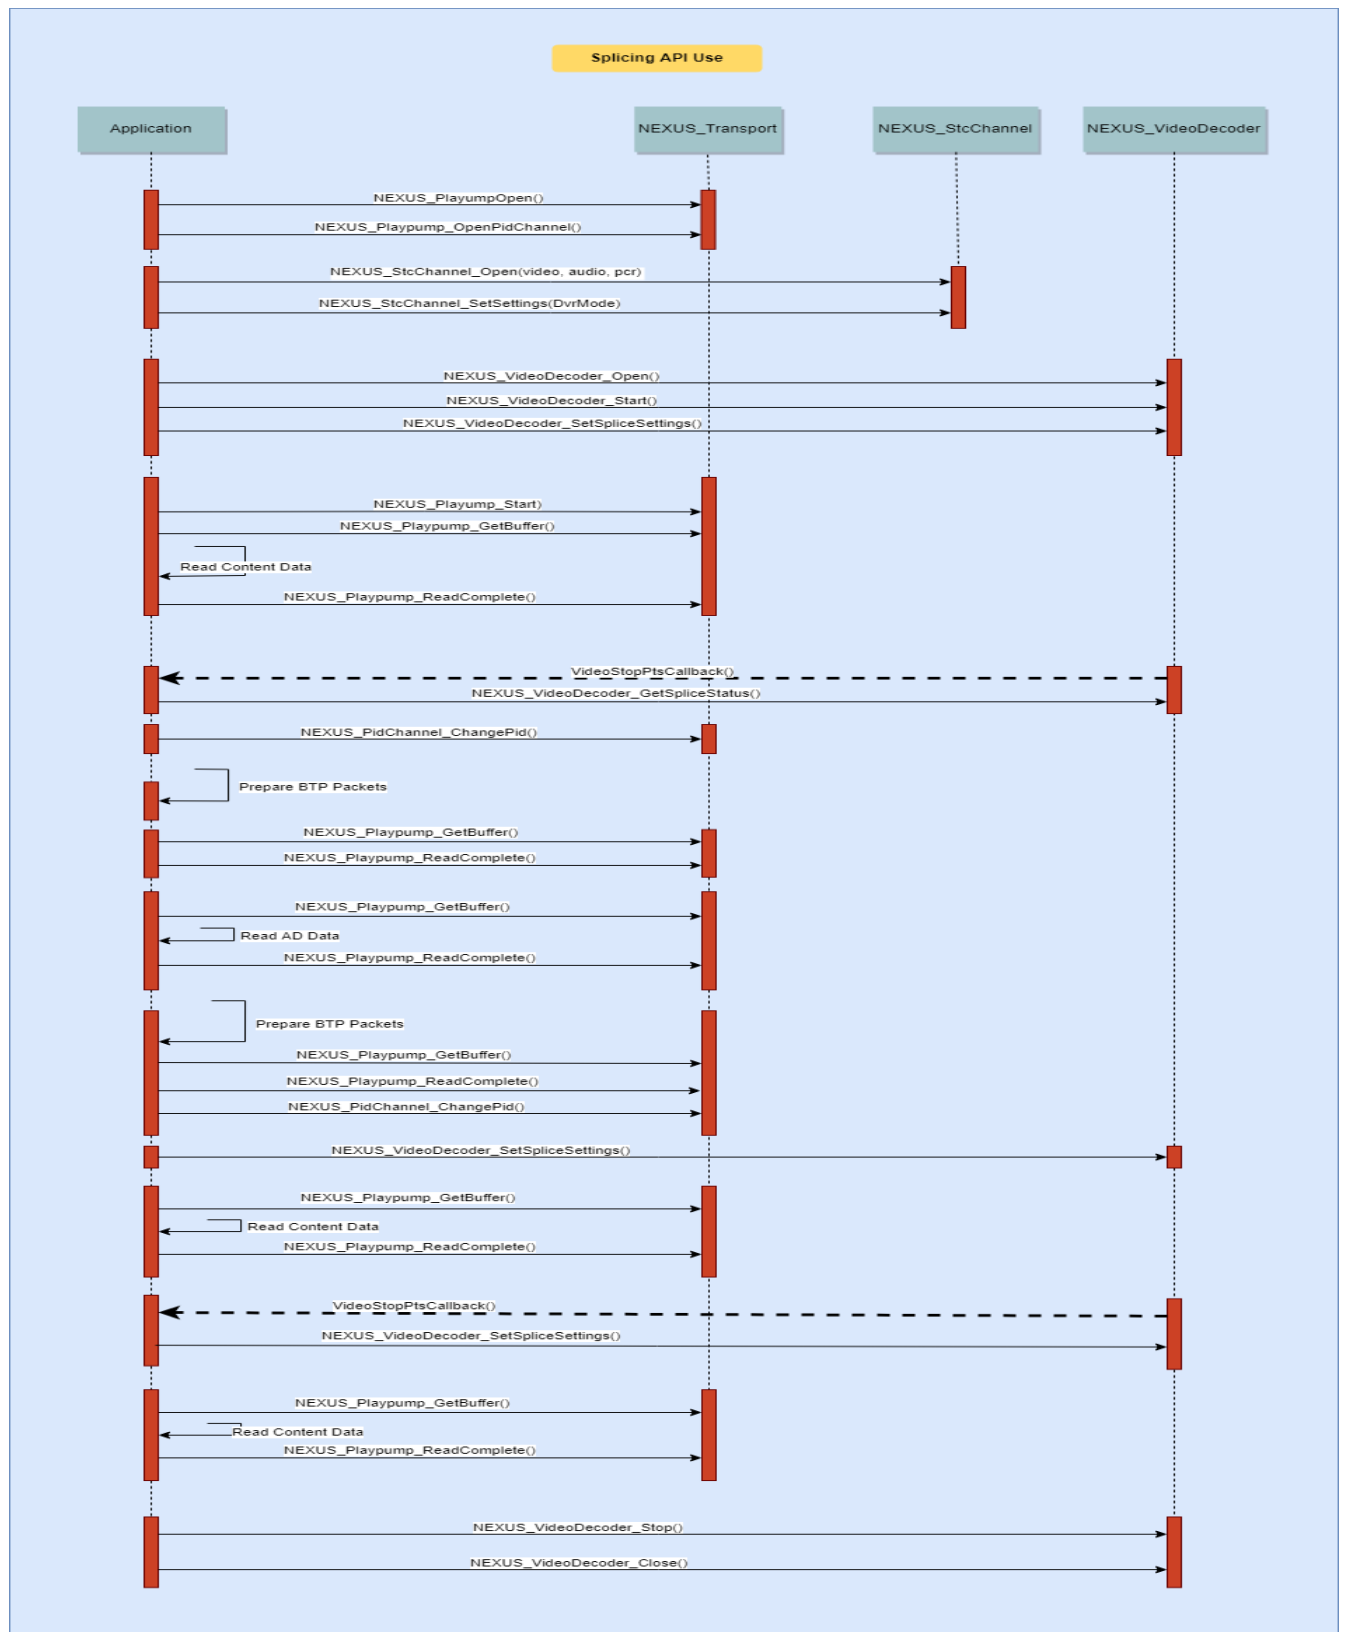 Splicing API Use
Application
NEXUS_Transport
NEXUS_StcChannel
NEXUS_VideoDecoder
NEXUS_PlayumpOpen()
NEXUS_Playpump_OpenPidChannel()
NEXUS_StcChannel_Open(video, audio, pcr)
NEXUS_StcChannel_SetSettings(DvrMode)
NEXUS_VideoDecoder_Open()
NEXUS_VideoDecoder_Start()
NEXUS_VideoDecoder_SetSpliceSettings()
NEXUS_Playump_Start)
NEXUS_Playpump_GetBuffer()
Read Content Data
NEXUS_Playpump_ReadComplete()
VideoStopPtsCallback()
NEXUS_VideoDecoder_GetSpliceStatus()
NEXUS_PidChannel_ChangePid()
Prepare BTP Packets
NEXUS_Playpump_GetBuffer()
NEXUS_Playpump_ReadComplete()
NEXUS_Playpump_GetBuffer()
Read AD Data
NEXUS_Playpump_ReadComplete()
Prepare BTP Packets
NEXUS_Playpump_GetBuffer()
NEXUS_Playpump_ReadComplete()
NEXUS_PidChannel_ChangePid()
NEXUS_VideoDecoder_SetSpliceSettings()
NEXUS_Playpump_GetBuffer()
Read Content Data
NEXUS_Playpump_ReadComplete()
VideoStopPtsCallback()
NEXUS_VideoDecoder_SetSpliceSettings()
NEXUS_Playpump_GetBuffer()
Read Content Data
NEXUS_Playpump_ReadComplete()
NEXUS_VideoDecoder_Stop()
NEXUS_VideoDecoder_Close()